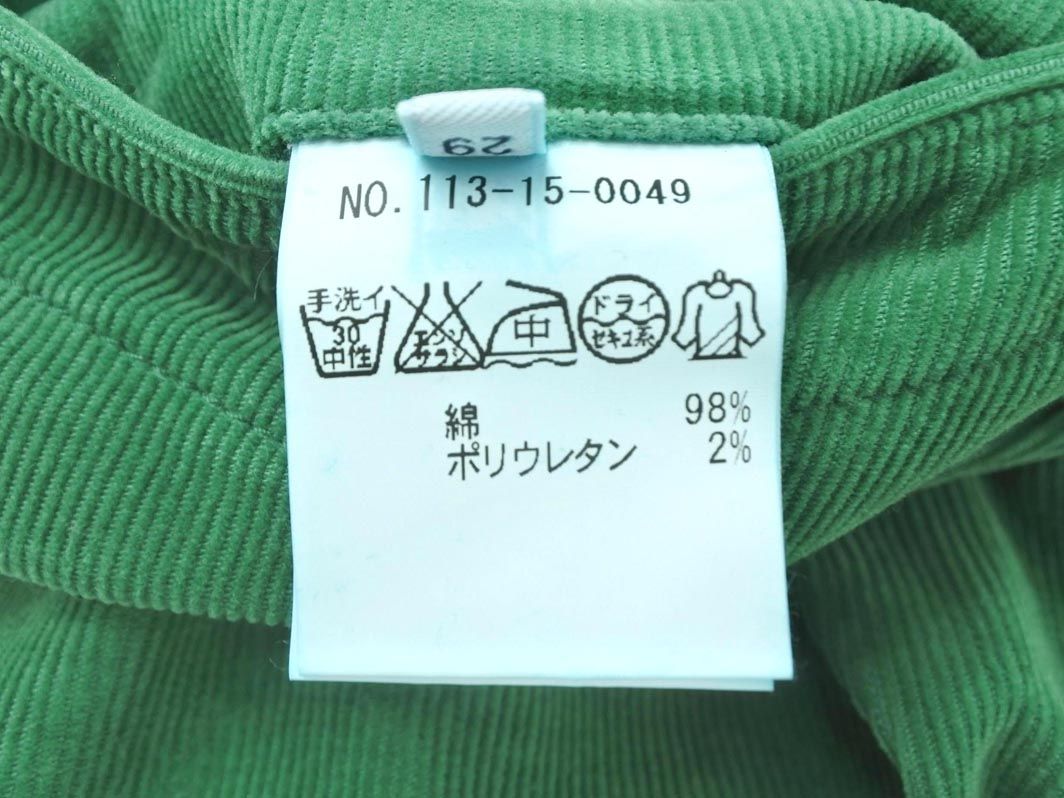 29
NO. 113-15-0049
手洗イ
30
中性
エンソ
サラシ
中
ドライ
セキユ系
綿 98%
ポリウレタン 2%